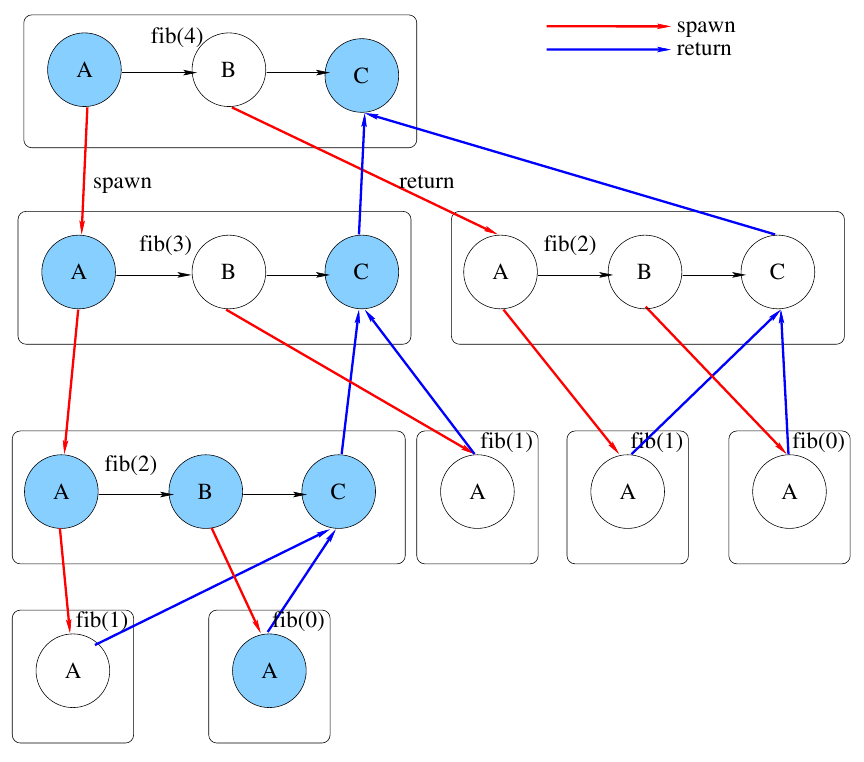 fib(4)
spawn
return
A
B
C
spawn
return
fib(3)
A
B
C
fib(2)
A
B
C
fib(2)
A
B
C
fib(1)
A
fib(1)
A
fib(0)
A
fib(1)
A
fib(0)
A